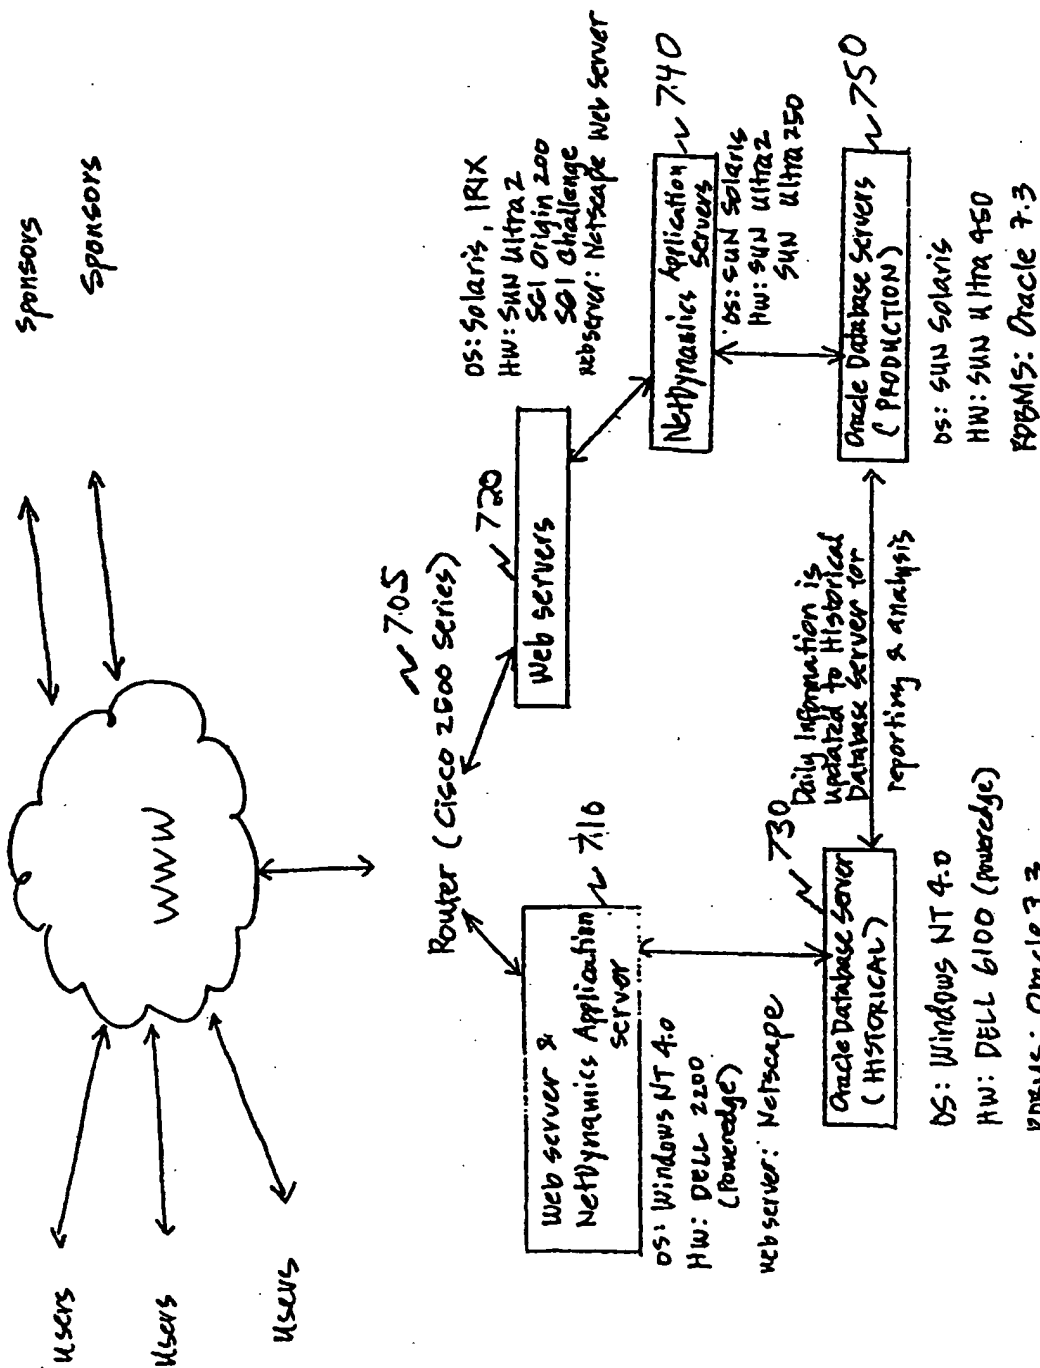 Sponsors
Sponsors
Users
Users
Users
WWW
705
Router (Cisco 2500 series)
Web server &
NetDynamics Application
server
710
OS: Windows NT 4.0
HW: DELL 2200
(Poweredge)
webserver: Netscape
720
Web servers
OS: Solaris, IRIX
HW: SUN Ultra 2
SGI Origin 200
SGI Challenge
webserver: Netscape Web Server
NetDynamics Application
Servers
740
OS: SUN Solaris
HW: SUN Ultra 2
SUN Ultra 250
730
Oracle Database Server
(HISTORICAL)
OS: Windows NT 4.0
HW: DELL 6100 (poweredge)
RDBMS: Oracle 7.3
Daily Information is
updated to Historical
Database Server for
reporting & analysis
Oracle Database Servers
(PRODUCTION)
750
OS: SUN Solaris
HW: SUN Ultra 450
RDBMS: Oracle 7.3